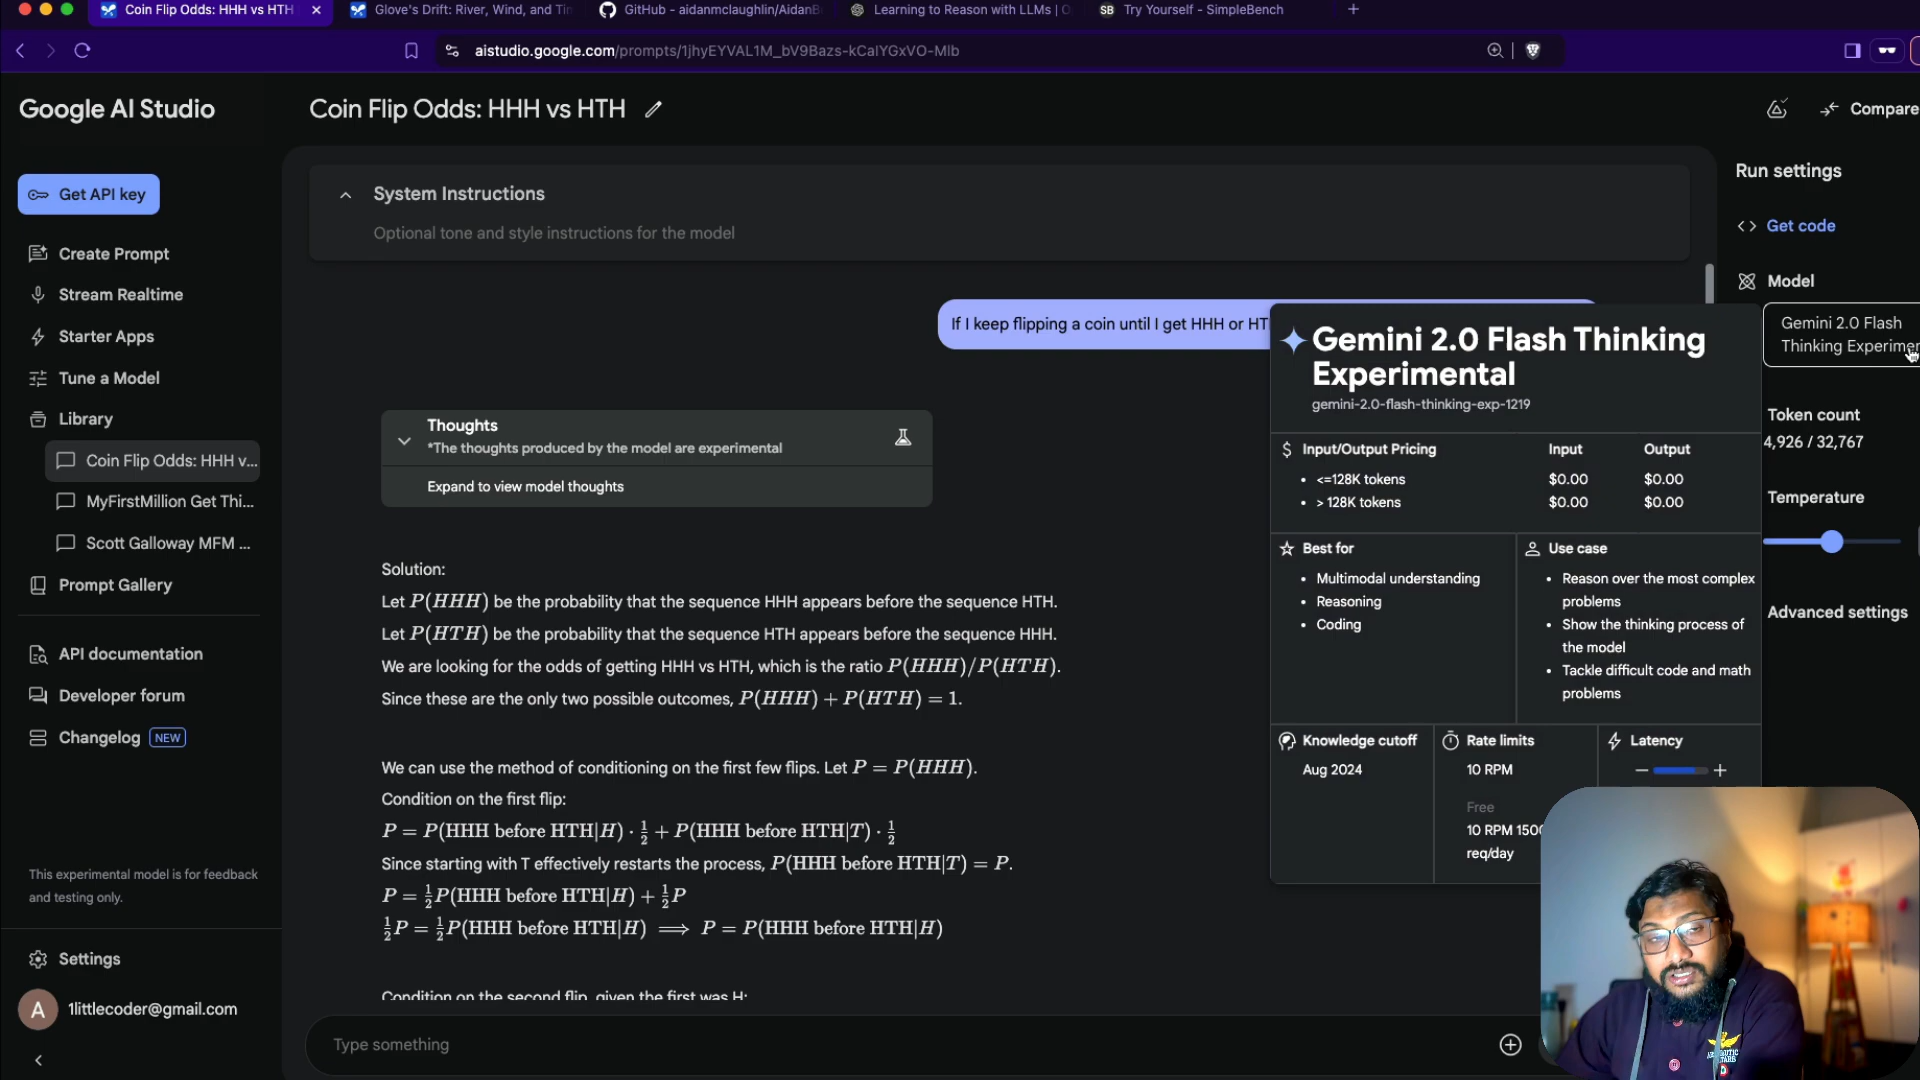 Coin Flip Odds: HHH vs HTH
Glove's Drift: River, Wind, and Tim
GitHub - aidanmclaughlin/AidanB
Learning to Reason with LLMs | O
SB Try Yourself - SimpleBench
aistudio.google.com/prompts/1jhyEYVAL1M_bV9Bazs-kCalYGxVO-Mlb
Google AI Studio
Coin Flip Odds: HHH vs HTH
Compare
Get API key
Create Prompt
Stream Realtime
Starter Apps
Tune a Model
Library
Coin Flip Odds: HHH v...
MyFirstMillion Get Thi...
Scott Galloway MFM ...
Prompt Gallery
API documentation
Developer forum
Changelog NEW
This experimental model is for feedback
and testing only.
Settings
A 1littlecoder@gmail.com
System Instructions
Optional tone and style instructions for the model
If I keep flipping a coin until I get HHH or HT
Thoughts
*The thoughts produced by the model are experimental
Expand to view model thoughts
Solution:
Let P(HHH) be the probability that the sequence HHH appears before the sequence HTH.
Let P(HTH) be the probability that the sequence HTH appears before the sequence HHH.
We are looking for the odds of getting HHH vs HTH, which is the ratio P(HHH)/P(HTH).
Since these are the only two possible outcomes, P(HHH) + P(HTH) = 1.
We can use the method of conditioning on the first few flips. Let P = P(HHH).
Condition on the first flip:
P = P(HHH before HTH|H) · 1/2 + P(HHH before HTH|T) · 1/2
Since starting with T effectively restarts the process, P(HHH before HTH|T) = P.
P = 1/2 P(HHH before HTH|H) + 1/2 P
1/2 P = 1/2 P(HHH before HTH|H) ⟹ P = P(HHH before HTH|H)
Condition on the second flip, given the first was H:
Type something
Gemini 2.0 Flash Thinking
Experimental
gemini-2.0-flash-thinking-exp-1219
Input/Output Pricing Input Output
• <=128K tokens $0.00 $0.00
• > 128K tokens $0.00 $0.00
Best for
• Multimodal understanding
• Reasoning
• Coding
Use case
• Reason over the most complex
problems
• Show the thinking process of
the model
• Tackle difficult code and math
problems
Knowledge cutoff
Aug 2024
Rate limits
10 RPM
Free
10 RPM 1500
req/day
Latency
Run settings
Get code
Model
Gemini 2.0 Flash
Thinking Experimen
Token count
4,926 / 32,767
Temperature
Advanced settings